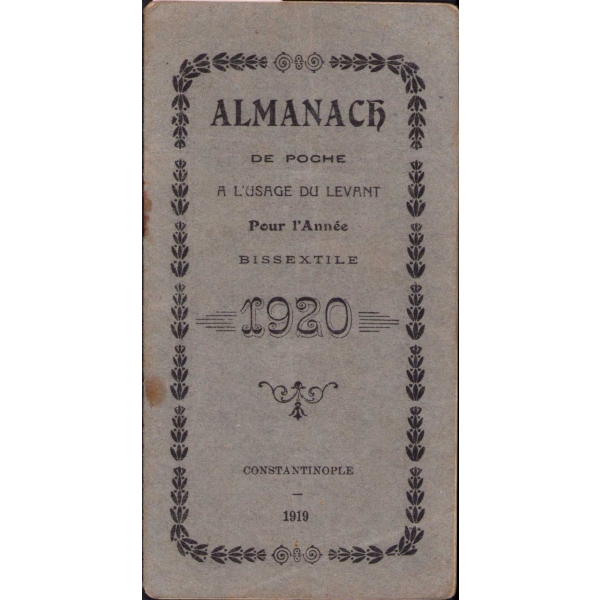 ALMANACH
DE POCHE
A L'USAGE DU LEVANT
Pour l'Année
BISSEXTILE
1920
CONSTANTINOPLE
—
1919